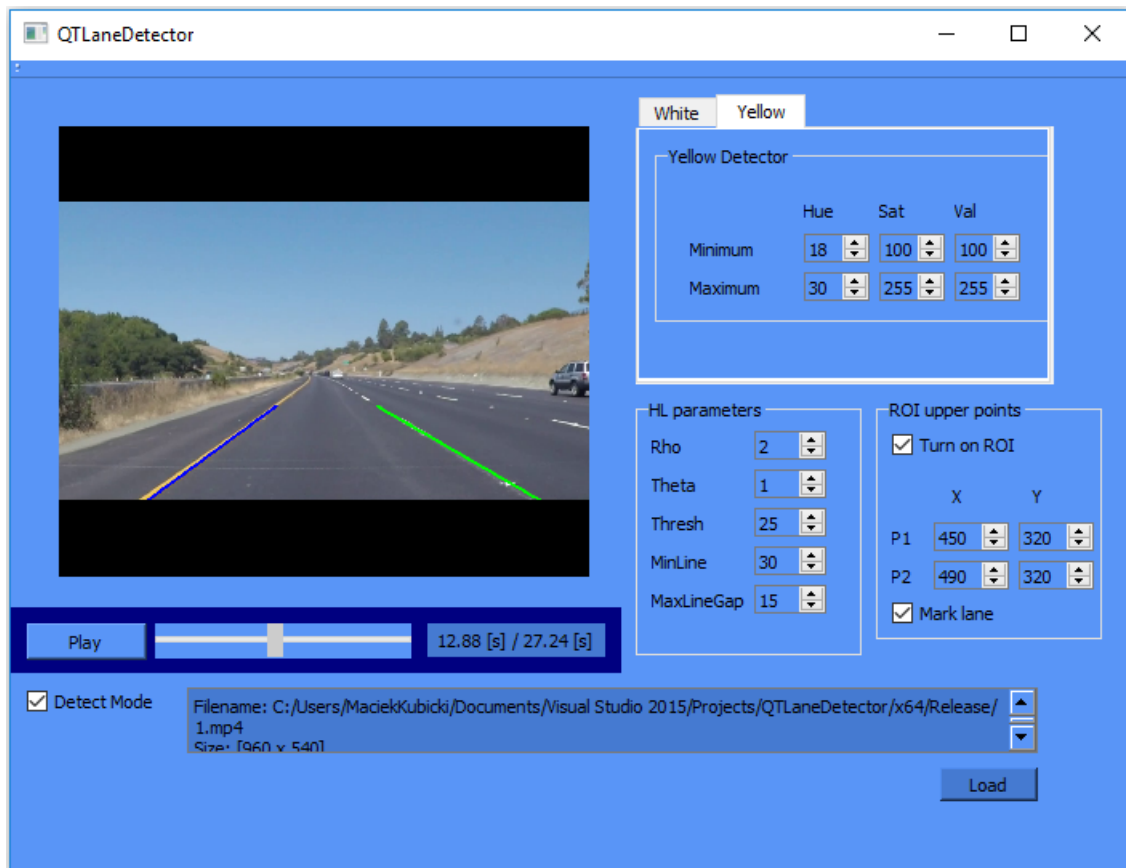 QTLaneDetector
White Yellow
Yellow Detector
Hue Sat Val
Minimum 18 100 100
Maximum 30 255 255
HL parameters
Rho 2
Theta 1
Thresh 25
MinLine 30
MaxLineGap 15
ROI upper points
Turn on ROI
X Y
P1 450 320
P2 490 320
Mark lane
Play 12.88 [s] / 27.24 [s]
Detect Mode
Filename: C:/Users/MaciekKubicki/Documents/Visual Studio 2015/Projects/QTLaneDetector/x64/Release/
1.mp4
Size: [960 x 540]
Load